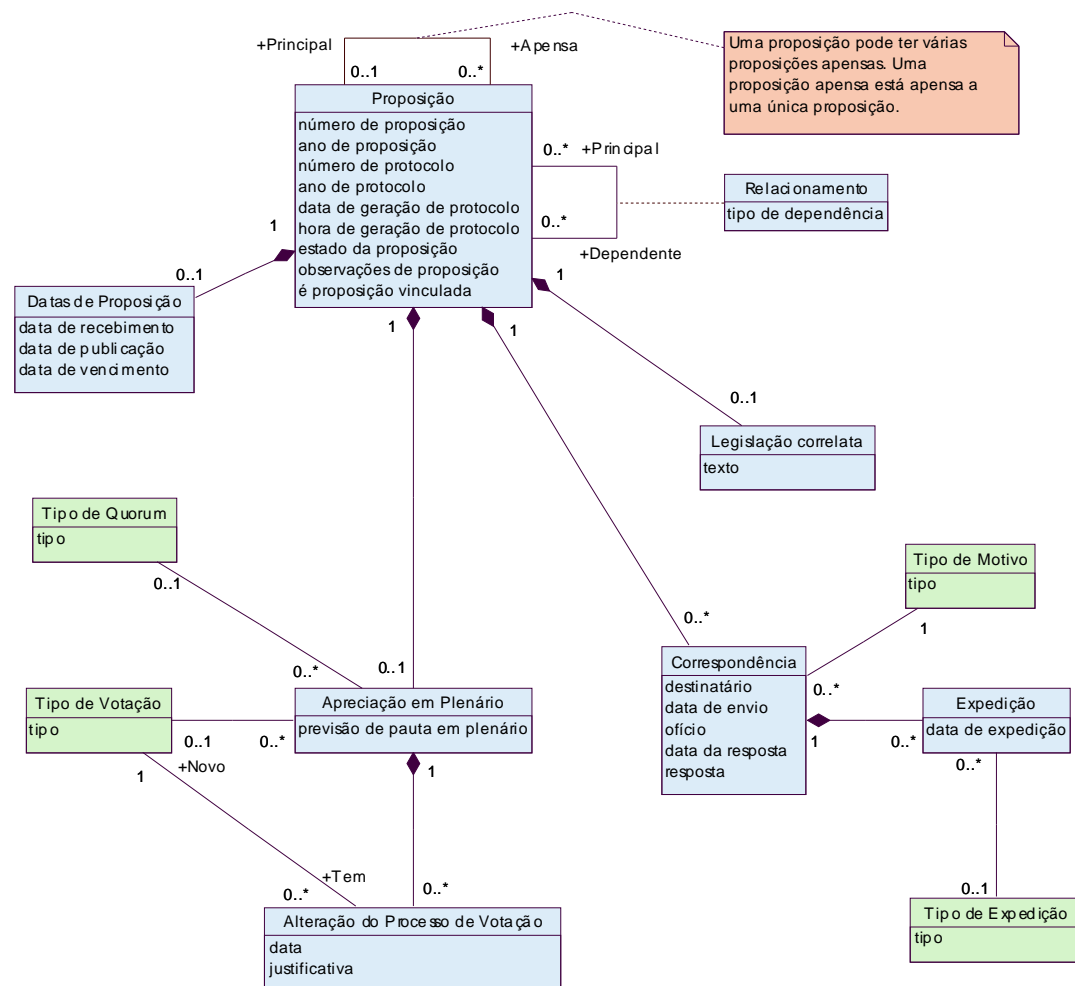 +Principal
+Apensa
0..1
0..*
Uma proposição pode ter várias
proposições apensas. Uma
proposição apensa está apensa a
uma única proposição.
Proposição
número de proposição
ano de proposição
número de protocolo
ano de protocolo
data de geração de protocolo
hora de geração de protocolo
estado da proposição
observações de proposição
é proposição vinculada
0..*
+Principal
0..*
+Dependente
Relacionamento
tipo de dependência
1
0..1
Datas de Proposição
data de recebimento
data de publicação
data de vencimento
1
1
1
0..1
Legislação correlata
texto
Tipo de Quorum
tipo
0..1
0..*
0..1
Tipo de Motivo
tipo
1
0..*
0..*
Tipo de Votação
tipo
0..1
0..*
+Novo
1
Apreciação em Plenário
previsão de pauta em plenário
1
Correspondência
destinatário
data de envio
ofício
data da resposta
resposta
1
0..*
Expedição
data de expedição
0..*
0..1
Tipo de Expedição
tipo
+Tem
0..*
0..*
Alteração do Processo de Votação
data
justificativa